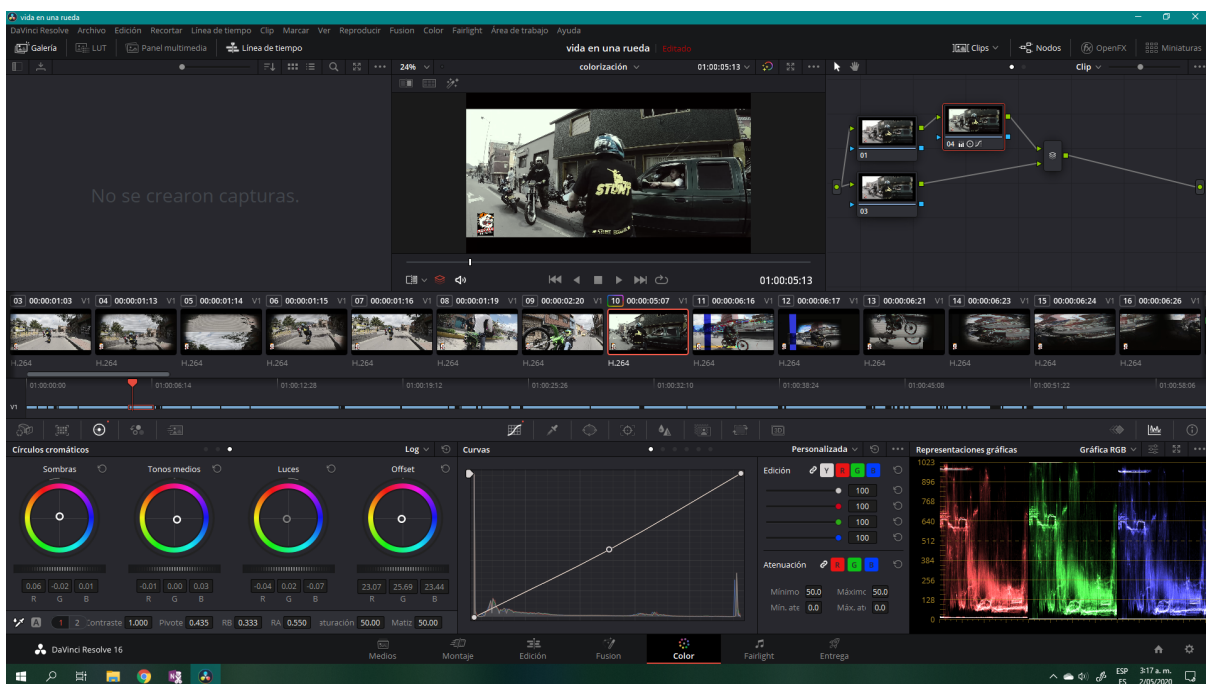 vida en una rueda
DaVinci Resolve Archivo Edición Recortar Línea de tiempo Clip Marcar Ver Reproducir Fusion Color Fairlight Área de trabajo Ayuda
Galería LUT Panel multimedia Línea de tiempo vida en una rueda Editado Clips Nodos OpenFX Miniaturas
24% colorización 01:00:05:13 Clip
No se crearon capturas.
STUNT
01
04
03
01:00:05:13
03 00:00:01:03 V1 04 00:00:01:13 V1 05 00:00:01:14 V1 06 00:00:01:15 V1 07 00:00:01:16 V1 08 00:00:01:19 V1 09 00:00:02:20 V1 10 00:00:05:07 V1 11 00:00:06:16 V1 12 00:00:06:17 V1 13 00:00:06:21 V1 14 00:00:06:23 V1 15 00:00:06:24 V1 16 00:00:06:26 V1
H.264 H.264 H.264 H.264 H.264 H.264 H.264 H.264 H.264 H.264 H.264 H.264 H.264 H.264
01:00:00:00 01:00:06:14 01:00:12:28 01:00:19:12 01:00:25:26 01:00:32:10 01:00:38:24 01:00:45:08 01:00:51:22 01:00:58:06
V1
3D
Círculos cromáticos Log Curvas Personalizada Representaciones gráficas Gráfica RGB
Sombras Tonos medios Luces Offset Edición Y R G B
100
100
100
100
Atenuación R G B
Mínimo 50.0 Máximo 50.0
Mín. ate 0.0 Máx. ate 0.0
1023
896
768
640
512
384
256
128
0
0.06 -0.02 0.01 -0.01 0.00 0.03 -0.04 0.02 -0.07 23.07 25.69 23.44
R G B R G B R G B R G B
A 1 2 Contraste 1.000 Pivote 0.435 RB 0.333 RA 0.550 aturación 50.00 Matiz 50.00
DaVinci Resolve 16 Medios Montaje Edición Fusion Color Fairlight Entrega
ESP 3:17 a. m.
ES 2/05/2020